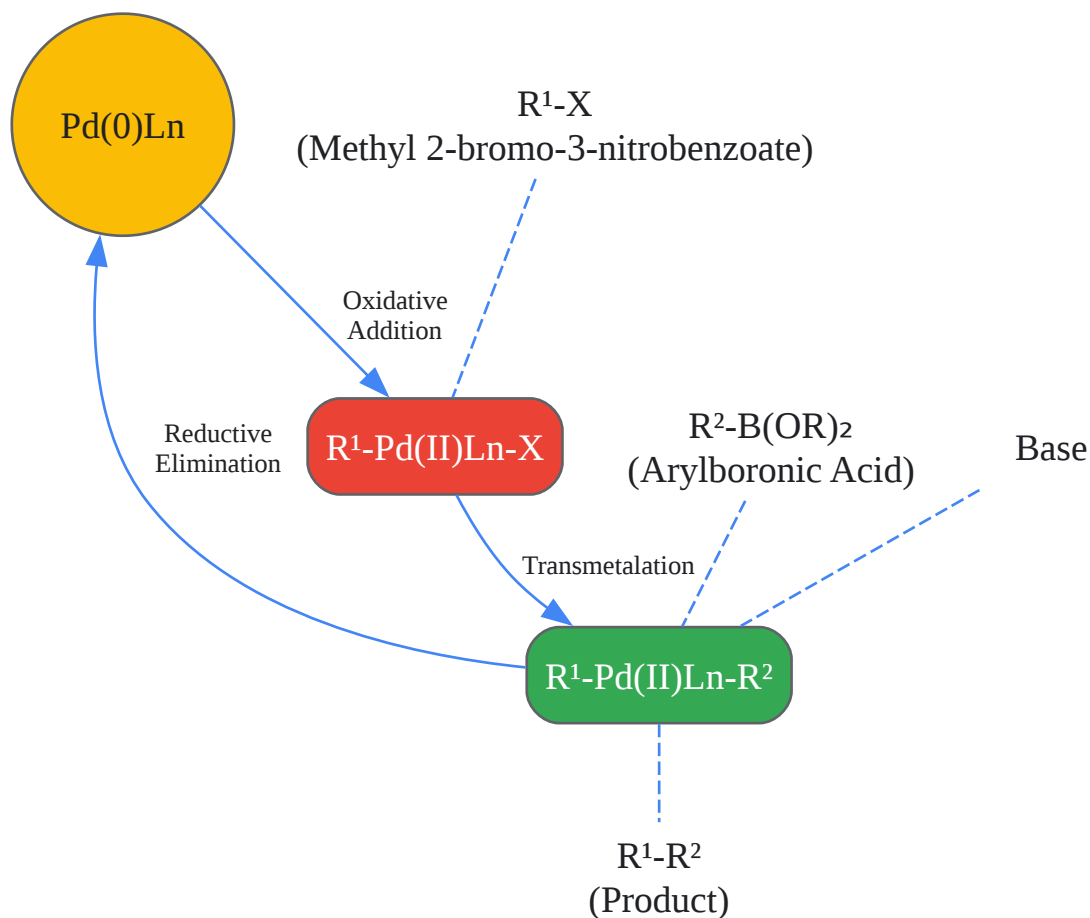 Pd(0)Ln
R¹-X
(Methyl 2-bromo-3-nitrobenzoate)
Oxidative
Addition
Reductive
Elimination
R¹-Pd(II)Ln-X
R²-B(OR)₂
(Arylboronic Acid)
Base
Transmetalation
R¹-Pd(II)Ln-R²
R¹-R²
(Product)